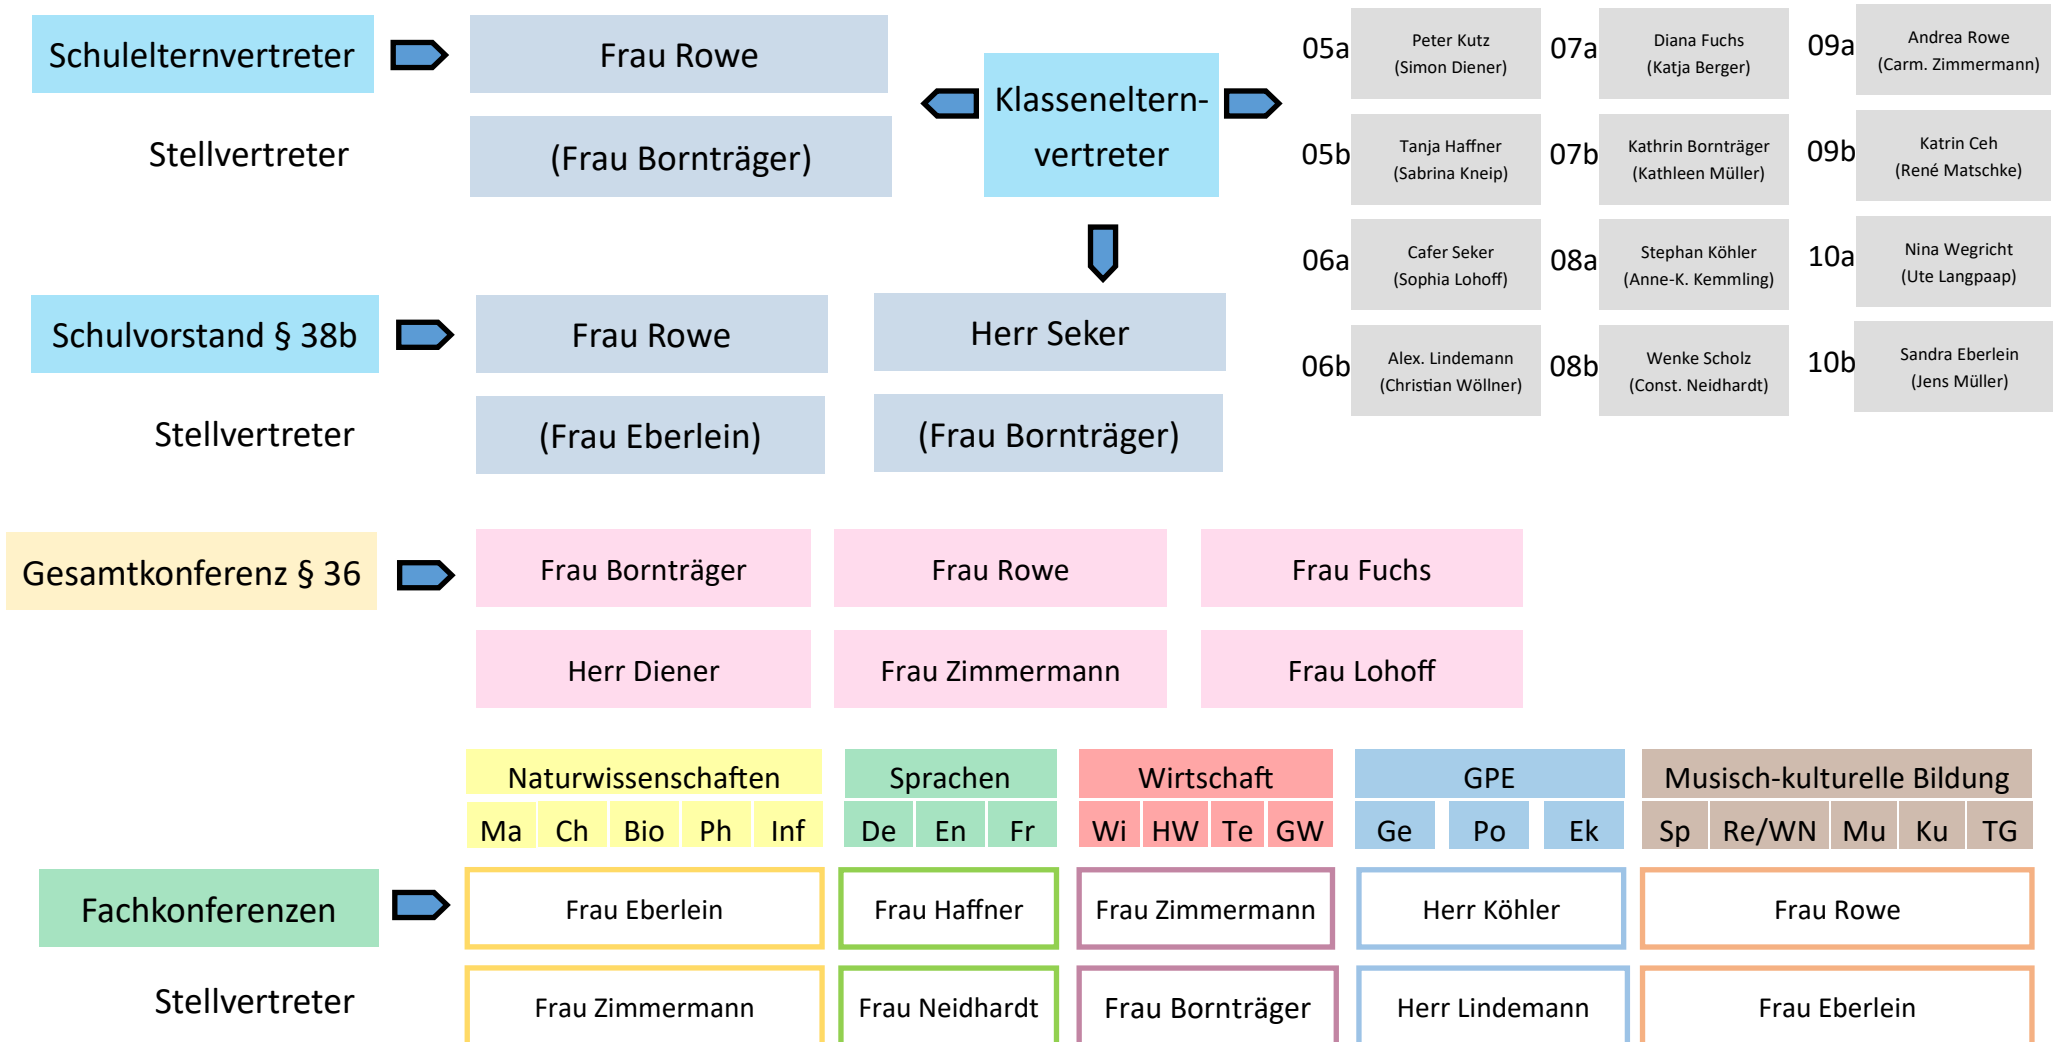 Schulelternvertreter
Frau Rowe
Stellvertreter
(Frau Bornträger)
Klasseneltern-
vertreter
05a
Peter Kutz
(Simon Diener)
07a
Diana Fuchs
(Katja Berger)
09a
Andrea Rowe
(Carm. Zimmermann)
05b
Tanja Haffner
(Sabrina Kneip)
07b
Kathrin Bornträger
(Kathleen Müller)
09b
Katrin Ceh
(René Matschke)
06a
Cafer Seker
(Sophia Lohoff)
08a
Stephan Köhler
(Anne-K. Kemmling)
10a
Nina Wegricht
(Ute Langpaap)
06b
Alex. Lindemann
(Christian Wöllner)
08b
Wenke Scholz
(Const. Neidhardt)
10b
Sandra Eberlein
(Jens Müller)
Schulvorstand § 38b
Frau Rowe
Herr Seker
Stellvertreter
(Frau Eberlein)
(Frau Bornträger)
Gesamtkonferenz § 36
Frau Bornträger
Frau Rowe
Frau Fuchs
Herr Diener
Frau Zimmermann
Frau Lohoff
Naturwissenschaften
Sprachen
Wirtschaft
GPE
Musisch-kulturelle Bildung
Ma Ch Bio Ph Inf
De En Fr
Wi HW Te GW
Ge Po Ek
Sp Re/WN Mu Ku TG
Fachkonferenzen
Frau Eberlein
Frau Haffner
Frau Zimmermann
Herr Köhler
Frau Rowe
Stellvertreter
Frau Zimmermann
Frau Neidhardt
Frau Bornträger
Herr Lindemann
Frau Eberlein